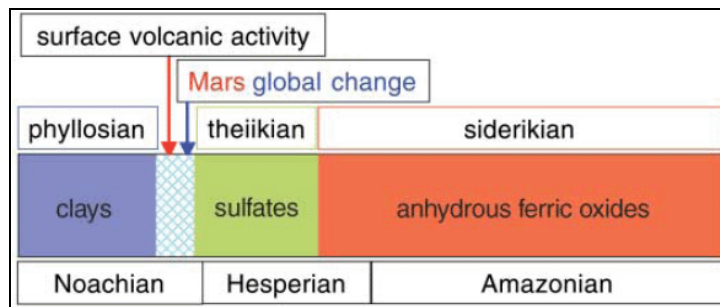 surface volcanic activity
Mars global change
phyllosian
theiikian
siderikian
clays
sulfates
anhydrous ferric oxides
Noachian
Hesperian
Amazonian